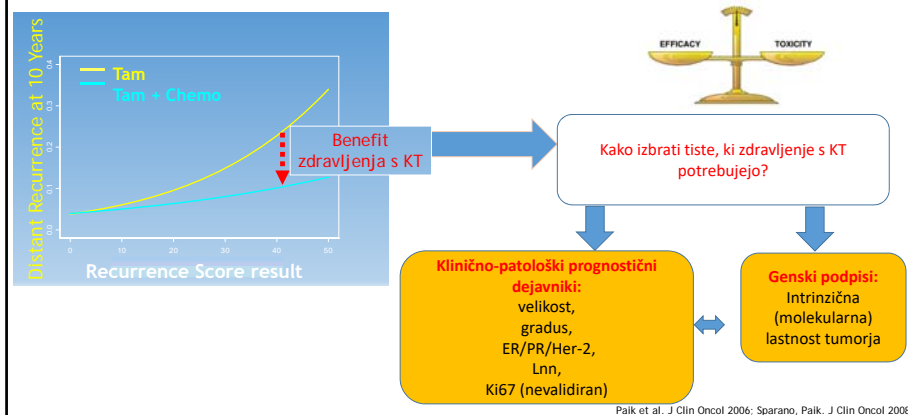 Distant Recurrence at 10 Years
0.4
0.3
0.2
0.1
0.0
Tam
Tam + Chemo
0
10
20
30
40
50
Recurrence Score result
Benefit
zdravljenja s KT
EFFICACY
TOXICITY
Kako izbrati tiste, ki zdravljenje s KT
potrebujejo?
Klinično-patološki prognostični
dejavniki:
velikost,
gradus,
ER/PR/Her-2,
Lnn,
Ki67 (nevalidiran)
Genski podpisi:
Intrinzična
(molekularna)
lastnost tumorja
Paik et al. J Clin Oncol 2006; Sparano, Paik. J Clin Oncol 2008